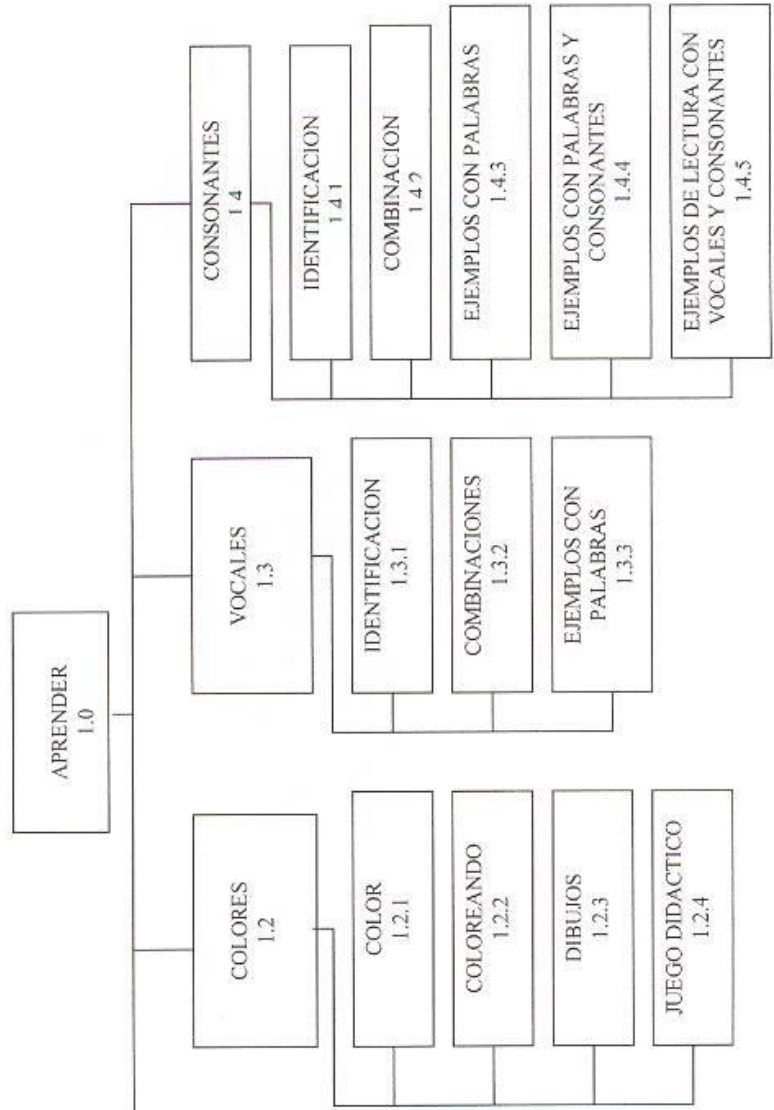 APRENDER
1.0
COLORES
1.2
COLOR
1.2.1
COLOREANDO
1.2.2
DIBUJOS
1.2.3
JUEGO DIDACTICO
1.2.4
VOCALES
1.3
IDENTIFICACION
1.3.1
COMBINACIONES
1.3.2
EJEMPLOS CON
PALABRAS
1.3.3
CONSONANTES
1.4
IDENTIFICACION
1.4.1
COMBINACION
1.4.2
EJEMPLOS CON PALABRAS
1.4.3
EJEMPLOS CON PALABRAS Y
CONSONANTES
1.4.4
EJEMPLOS DE LECTURA CON
VOCALES Y CONSONANTES
1.4.5